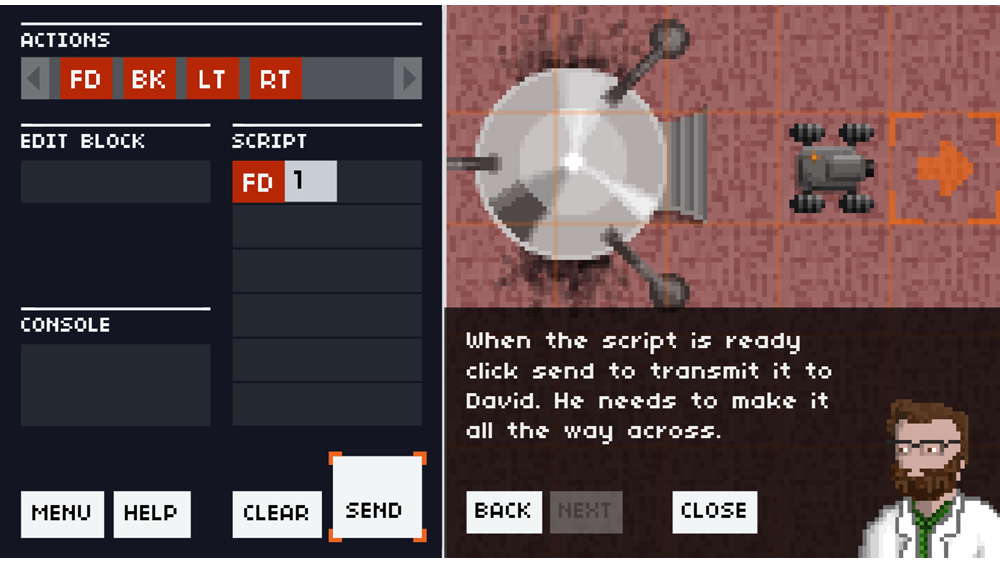 ACTIONS
FD BK LT RT
EDIT BLOCK
SCRIPT
FD 1
CONSOLE
MENU
HELP
CLEAR
SEND
When the script is ready
click send to transmit it to
David. He needs to make it
all the way across.
BACK
NEXT
CLOSE